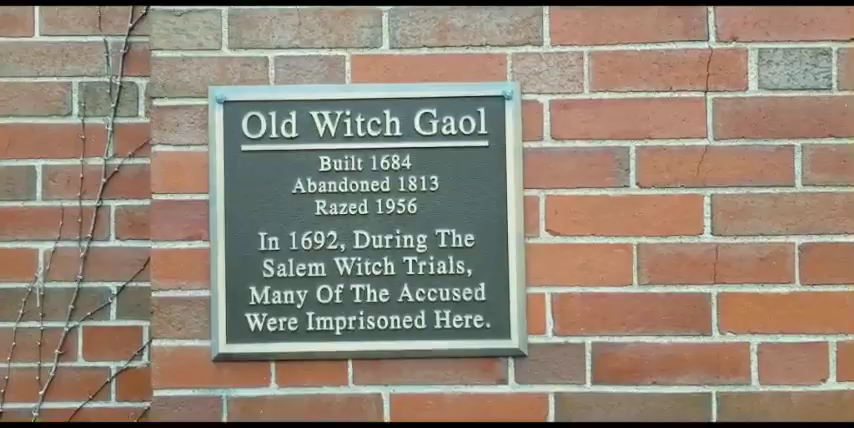 Old Witch Gaol
Built 1684
Abandoned 1813
Razed 1956
In 1692, During The
Salem Witch Trials,
Many Of The Accused
Were Imprisoned Here.